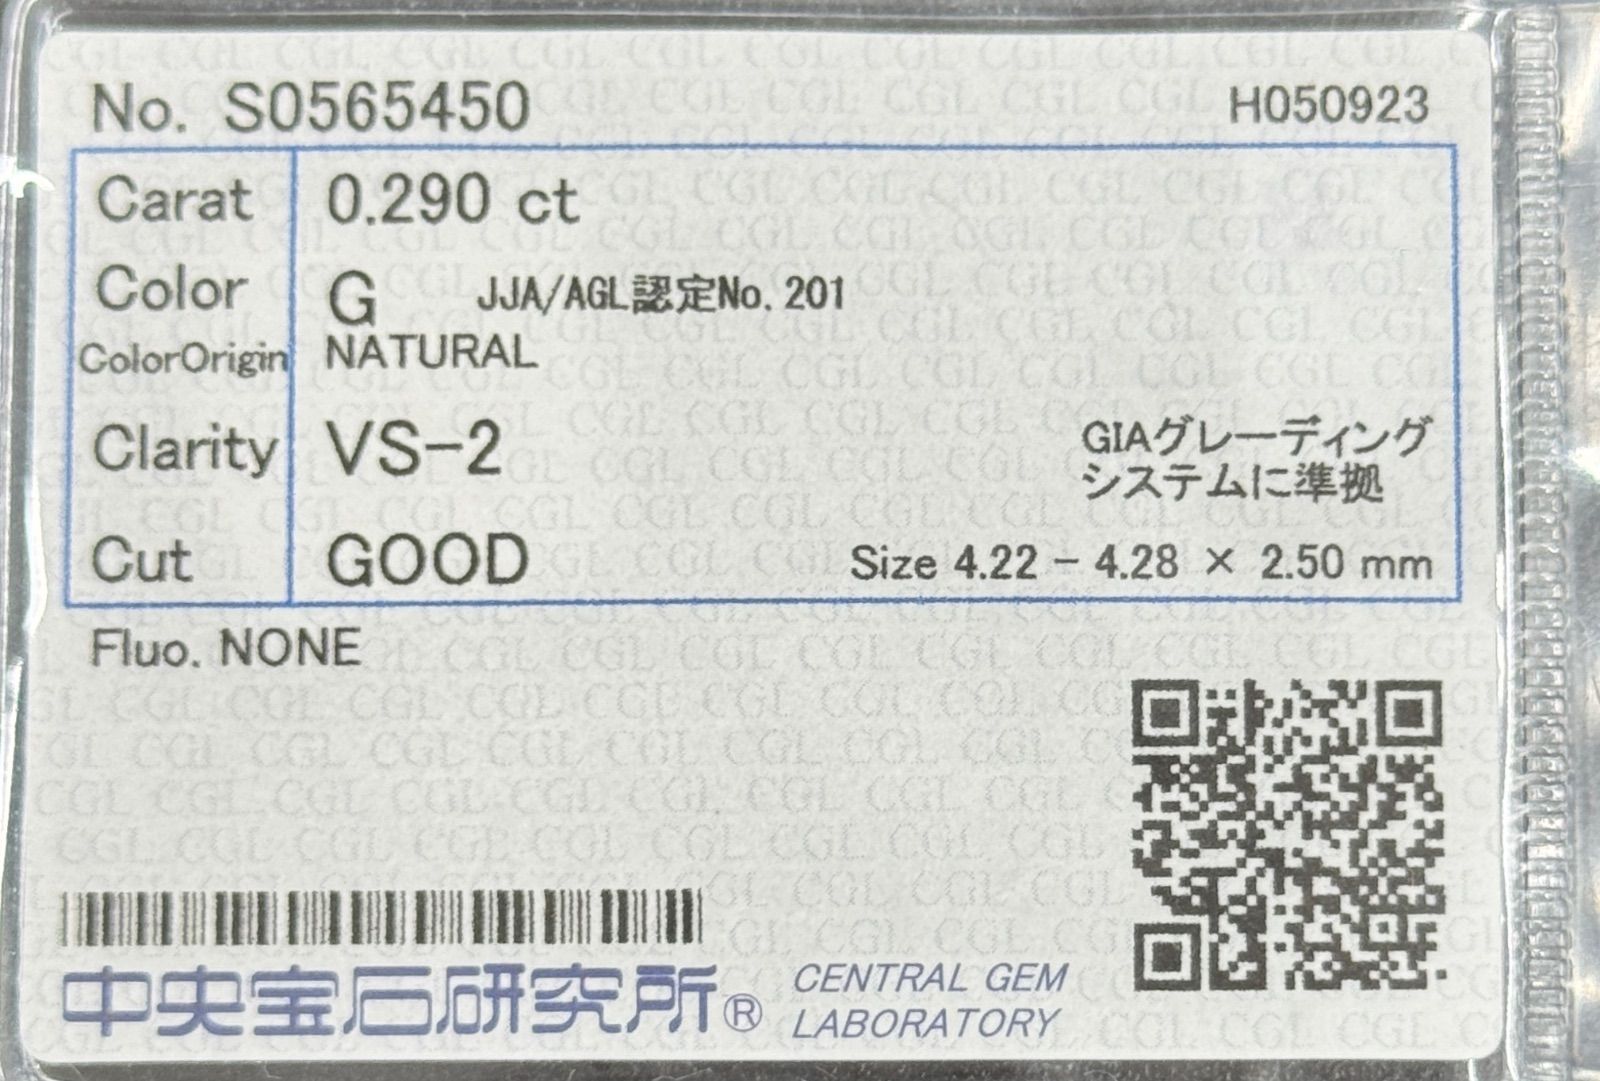 No. S0565450 H050923
Carat 0.290 ct
Color G JJA/AGL認定No.201
ColorOrigin NATURAL
Clarity VS-2 GIAグレーディング
システムに準拠
Cut GOOD Size 4.22 - 4.28 × 2.50 mm
Fluo. NONE
中央宝石研究所® CENTRAL GEM
LABORATORY